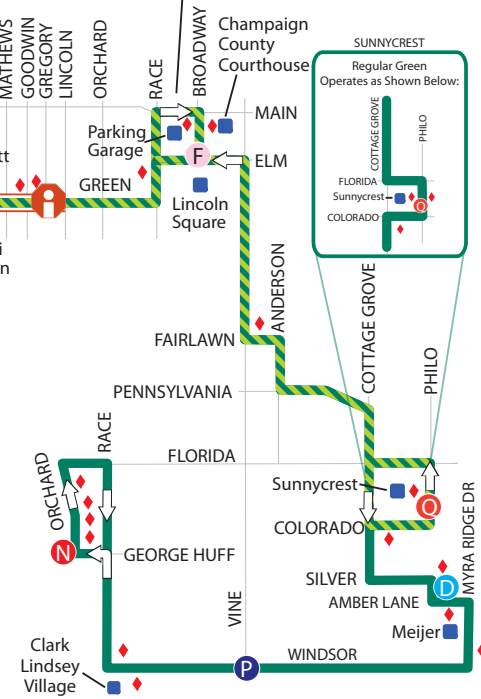 MATHEWS
GOODWIN
GREGORY
LINCOLN
ORCHARD
RACE
BROADWAY
Champaign
County
Courthouse
MAIN
Parking
Garage
F
ELM
tt
GREEN
i
Lincoln
Square
i
n
SUNNYCREST
Regular Green
Operates as Shown Below:
COTTAGE GROVE
PHILO
FLORIDA
Sunnycrest
Q
COLORADO
ANDERSON
FAIRLAWN
COTTAGE GROVE
PHILO
PENNSYLVANIA
RACE
FLORIDA
ORCHARD
Sunnycrest
Q
COLORADO
MYRA RIDGE DR
N
GEORGE HUFF
SILVER
D
AMBER LANE
VINE
Meijer
Clark
Lindsey
Village
P
WINDSOR